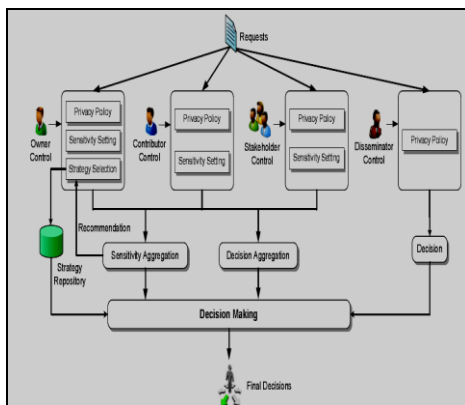 Requests
Privacy Policy
Sensitivity Setting
Strategy Selection
Owner
Control
Privacy Policy
Sensitivity Setting
Contributor
Control
Privacy Policy
Sensitivity Setting
Stakeholder
Control
Privacy Policy
Disseminator
Control
Recommendation
Strategy
Repository
Sensitivity Aggregation
Decision Aggregation
Decision
Decision Making
Final Decisions